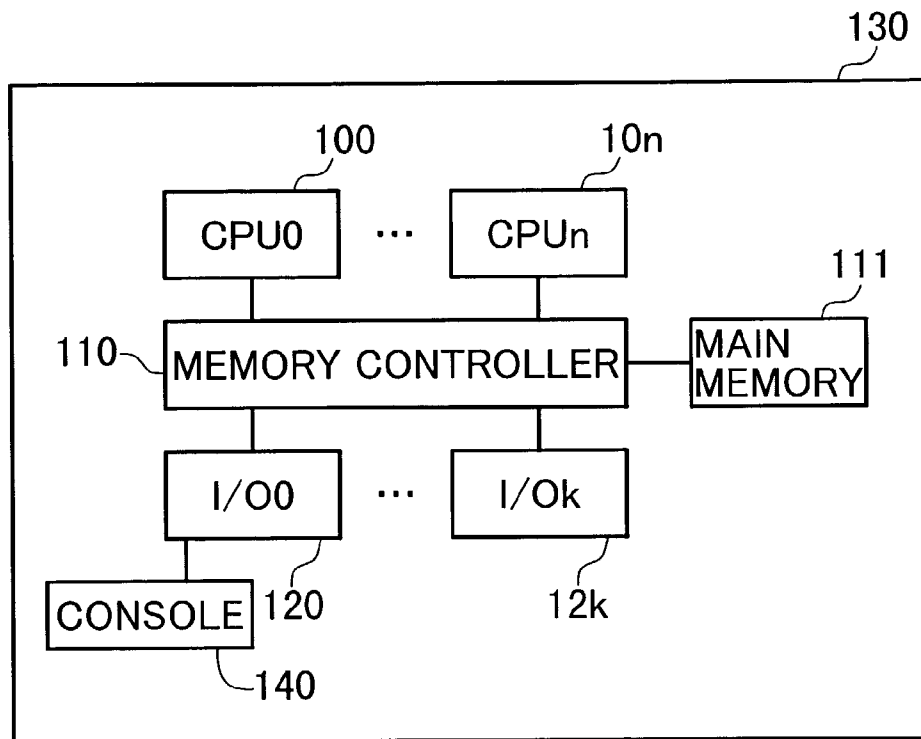 130
100
10n
CPU0
...
CPUn
111
110
MEMORY CONTROLLER
MAIN
MEMORY
I/O0
...
I/Ok
120
12k
CONSOLE
140